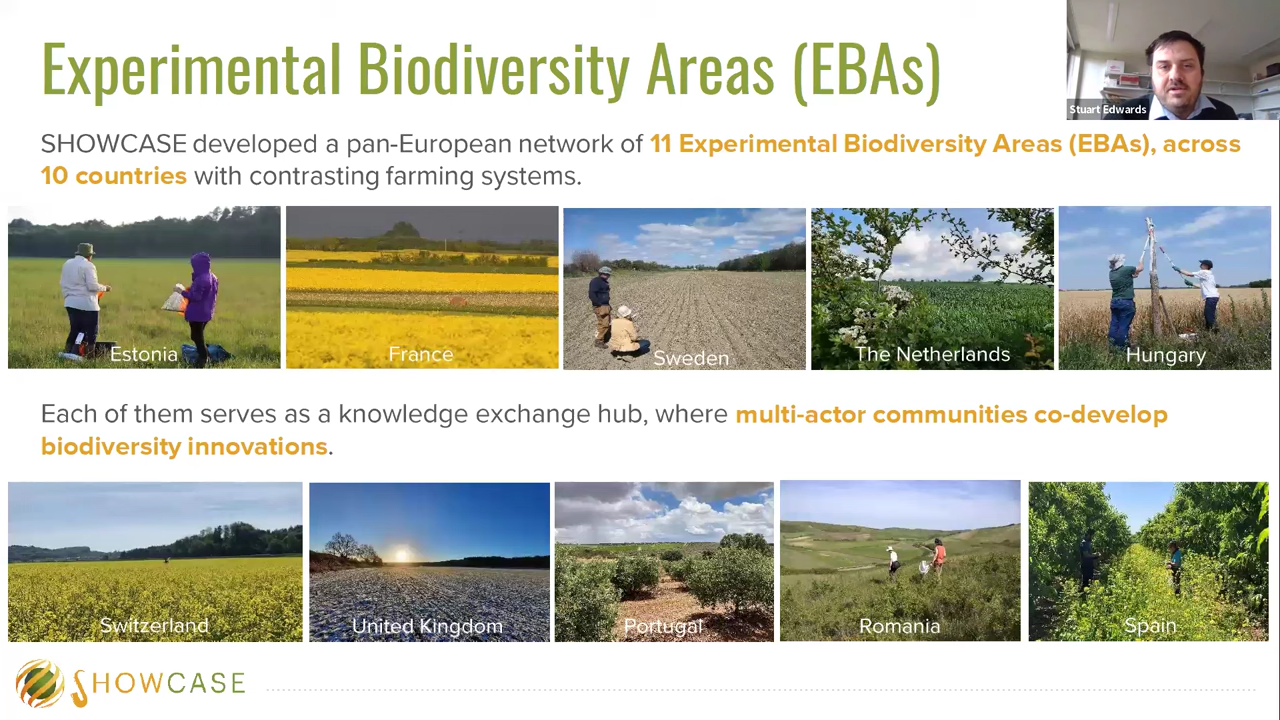 Experimental Biodiversity Areas (EBAs)
Stuart Edwards
SHOWCASE developed a pan-European network of 11 Experimental Biodiversity Areas (EBAs), across
10 countries with contrasting farming systems.
Estonia
France
Sweden
The Netherlands
Hungary
Each of them serves as a knowledge exchange hub, where multi-actor communities co-develop
biodiversity innovations.
Switzerland
United Kingdom
Portugal
Romania
Spain
SHOWCASE